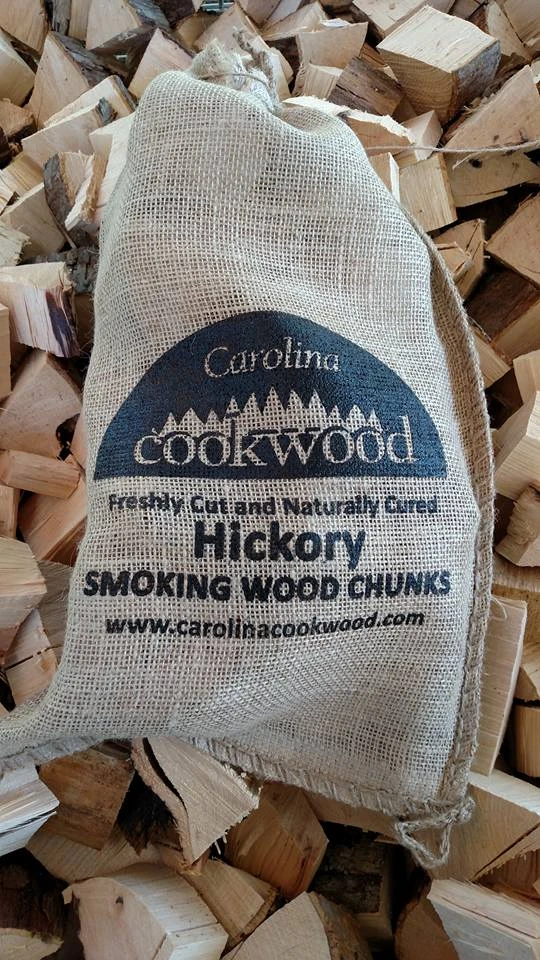 Carolina
cookwood
Freshly Cut and Naturally Cured
Hickory
SMOKING WOOD CHUNKS
www.carolinacookwood.com